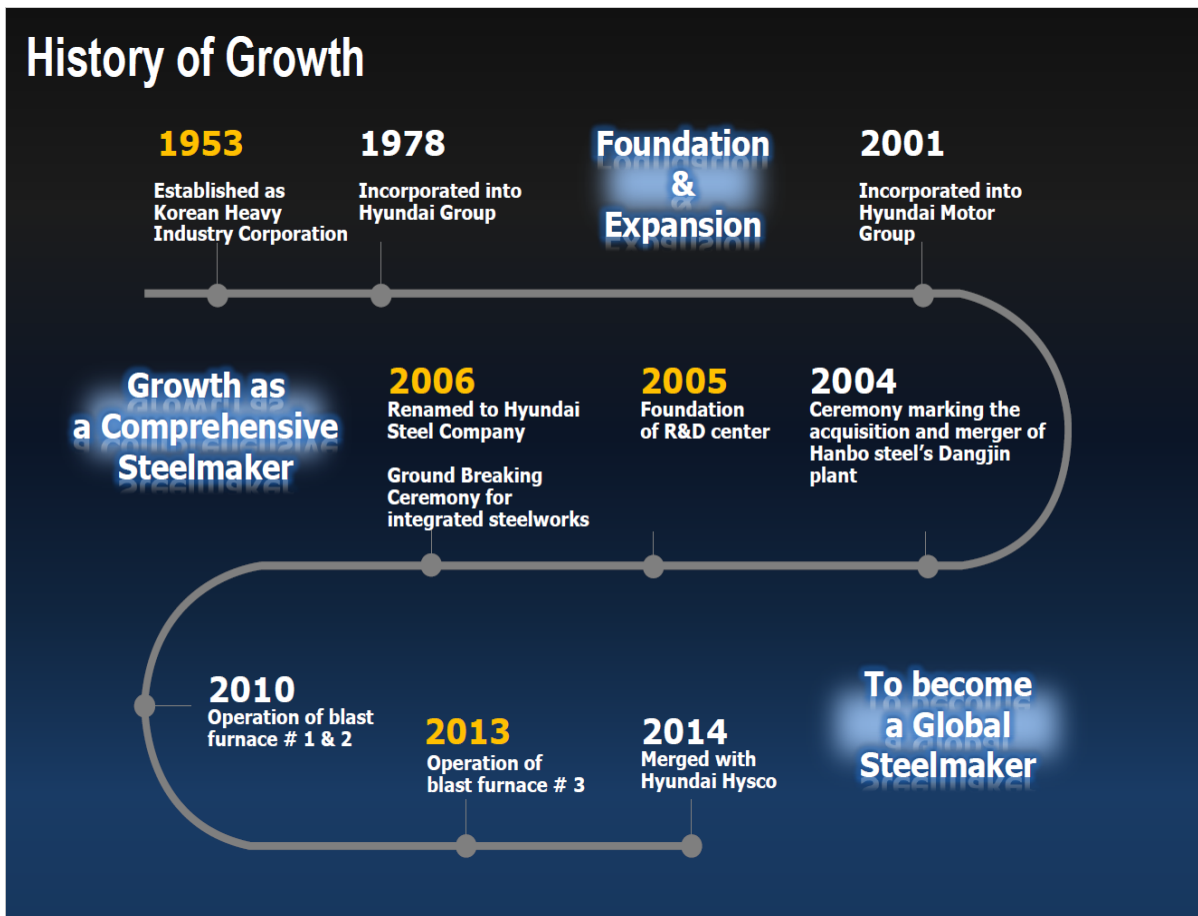 History of Growth
1953
Established as
Korean Heavy
Industry Corporation
1978
Incorporated into
Hyundai Group
Foundation
&
Expansion
2001
Incorporated into
Hyundai Motor
Group
Growth as
a Comprehensive
Steelmaker
2006
Renamed to Hyundai
Steel Company
Ground Breaking
Ceremony for
integrated steelworks
2005
Foundation
of R&D center
2004
Ceremony marking the
acquisition and merger of
Hanbo steel's Dangjin
plant
2010
Operation of blast
furnace # 1 & 2
2013
Operation of
blast furnace # 3
2014
Merged with
Hyundai Hysco
To become
a Global
Steelmaker